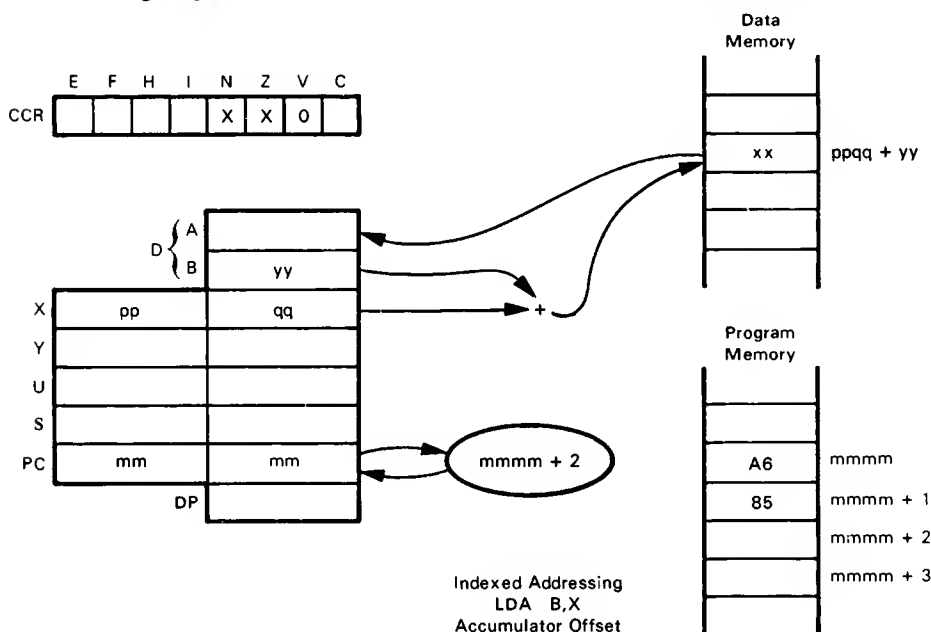 Data
Memory
E F H I N Z V C
CCR X X 0
xx ppqq + yy
A
D
B yy
X pp qq
+
Y
U
S
PC mm mm
mmmm + 2
DP
Program
Memory
A6 mmmm
85 mmmm + 1
mmmm + 2
mmmm + 3
Indexed Addressing
LDA B,X
Accumulator Offset